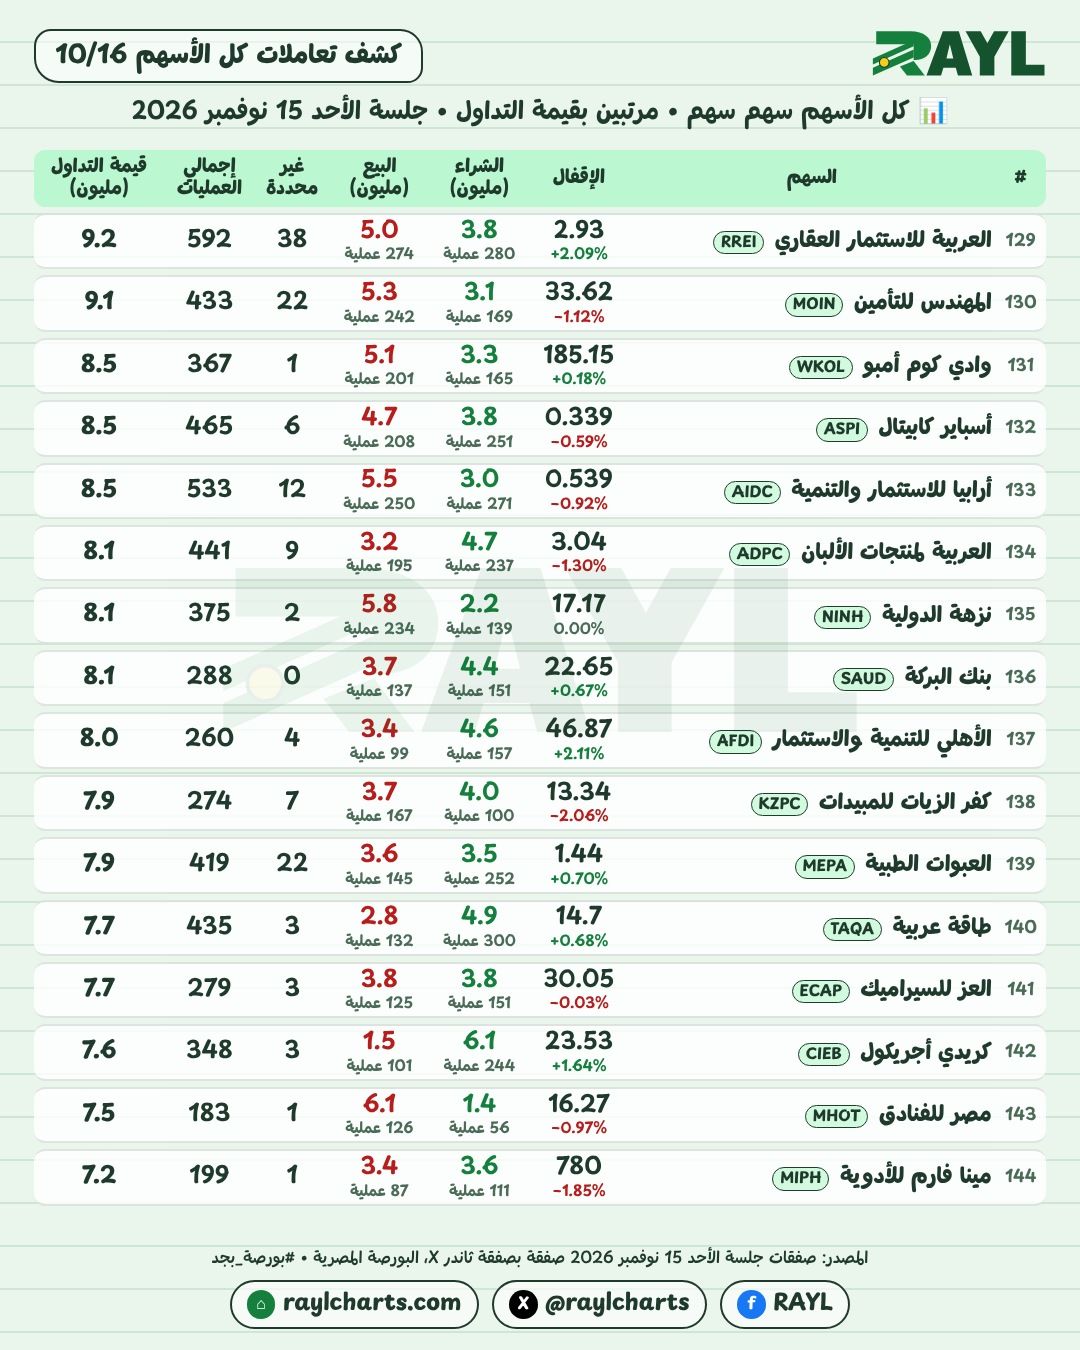 RAYL
كشف تعاملات كل الأسهم 10/16
📊 كل الأسهم سهم سهم • مرتبين بقيمة التداول • جلسة الأحد 15 نوفمبر 2026
# السهم الإقفال الشراء (مليون) البيع (مليون) غير محددة إجمالي العمليات قيمة التداول (مليون)
129 العربية للاستثمار العقاري RREI 2.93 +2.09% 3.8 280 عملية 5.0 274 عملية 38 592 9.2
130 المهندس للتأمين MOIN 33.62 -1.12% 3.1 169 عملية 5.3 242 عملية 22 433 9.1
131 وادي كوم أمبو WKOL 185.15 +0.18% 3.3 165 عملية 5.1 201 عملية 1 367 8.5
132 أسباير كابيتال ASPI 0.339 -0.59% 3.8 251 عملية 4.7 208 عملية 6 465 8.5
133 أرابيا للاستثمار والتنمية AIDC 0.539 -0.92% 3.0 271 عملية 5.5 250 عملية 12 533 8.5
134 العربية لمنتجات الألبان ADPC 3.04 -1.30% 4.7 237 عملية 3.2 195 عملية 9 441 8.1
135 نزهة الدولية NINH 17.17 0.00% 2.2 139 عملية 5.8 234 عملية 2 375 8.1
136 بنك البركة SAUD 22.65 +0.67% 4.4 151 عملية 3.7 137 عملية 0 288 8.1
137 الأهلي للتنمية والاستثمار AFDI 46.87 +2.11% 4.6 157 عملية 3.4 99 عملية 4 260 8.0
138 كفر الزيات للمبيدات KZPC 13.34 -2.06% 4.0 100 عملية 3.7 167 عملية 7 274 7.9
139 العبوات الطبية MEPA 1.44 +0.70% 3.5 252 عملية 3.6 145 عملية 22 419 7.9
140 طاقة عربية TAQA 14.7 +0.68% 4.9 300 عملية 2.8 132 عملية 3 435 7.7
141 العز للسيراميك ECAP 30.05 -0.03% 3.8 151 عملية 3.8 125 عملية 3 279 7.7
142 كريدي أجريكول CIEB 23.53 +1.64% 6.1 244 عملية 1.5 101 عملية 3 348 7.6
143 مصر للفنادق MHOT 16.27 -0.97% 1.4 56 عملية 6.1 126 عملية 1 183 7.5
144 مينا فارم للأدوية MIPH 780 -1.85% 3.6 111 عملية 3.4 87 عملية 1 199 7.2
RAYL
المصدر: صفقات جلسة الأحد 15 نوفمبر 2026 صفقة بصفقة ثاندر X، البورصة المصرية • #بورصة_بجد
RAYL @raylcharts raylcharts.com